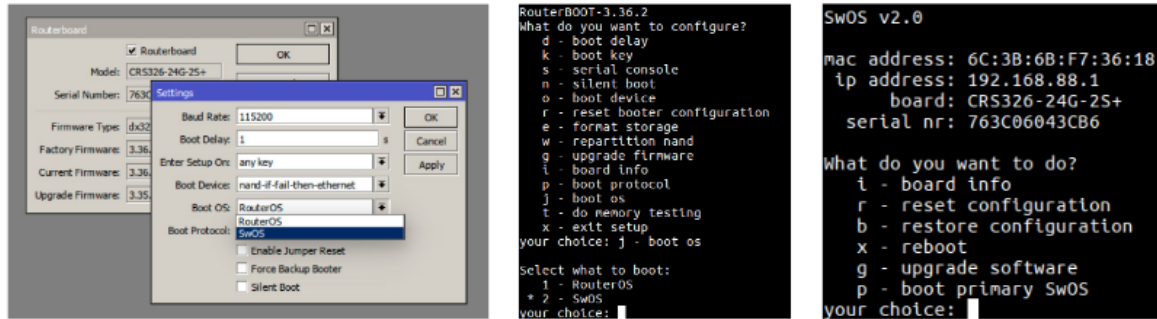 Routerboard
Routerboard
OK
Model: CRS326-24G-2S+
Serial Number: 763C
Firmware Type: dx32
Factory Firmware: 3.36.
Current Firmware: 3.36.
Upgrade Firmware: 3.35.
Settings
Baud Rate: 115200
OK
Boot Delay: 1 s
Cancel
Enter Setup On: any key
Apply
Boot Device: nand-if-fail-then-ethernet
Boot OS: RouterOS
RouterOS
Boot Protocol: SwOS
Enable Jumper Reset
Force Backup Booter
Silent Boot
RouterBOOT-3.36.2
What do you want to configure?
d - boot delay
k - boot key
s - serial console
n - silent boot
o - boot device
r - reset booter configuration
e - format storage
w - repartition nand
g - upgrade firmware
i - board info
p - boot protocol
j - boot os
t - do memory testing
x - exit setup
your choice: j - boot os
Select what to boot:
1 - RouterOS
* 2 - SwOS
your choice:
SwOS v2.0
mac address: 6C:3B:6B:F7:36:18
ip address: 192.168.88.1
board: CRS326-24G-2S+
serial nr: 763C06043CB6
What do you want to do?
i - board info
r - reset configuration
b - restore configuration
x - reboot
g - upgrade software
p - boot primary SwOS
your choice: